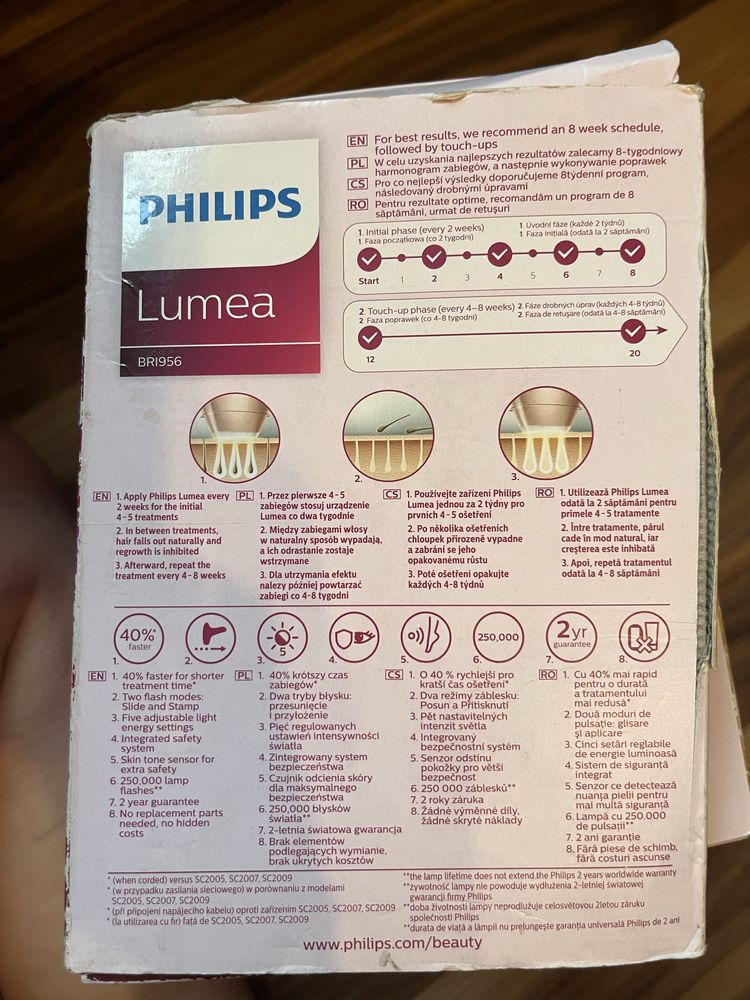 PHILIPS
Lumea
BRI956
EN For best results, we recommend an 8 week schedule,
followed by touch-ups
PL W celu uzyskania najlepszych rezultatów zalecamy 8-tygodniowy
harmonogram zabiegów, a następnie wykonywanie poprawek
CS Pro co nejlepší výsledky doporučujeme 8týdenní program,
následovaný drobnými úpravami
RO Pentru rezultate optime, recomandăm un program de 8
săptămâni, urmat de retușuri
1. Initial phase (every 2 weeks)
1. Faza początkowa (co 2 tygodni)
1. Úvodní fáze (každé 2 týdny)
1. Faza inițială (odată la 2 săptămâni)
Start 1 2 3 4 5 6 7 8
2. Touch-up phase (every 4–8 weeks)
2. Faza poprawek (co 4-8 tygodni)
2. Fáze drobných úprav (každých 4-8 týdnů)
2. Faza de retușare (odată la 4-8 săptămâni)
12 20
1. 2. 3.
EN 1. Apply Philips Lumea every
2 weeks for the initial
4-5 treatments
2. In between treatments,
hair falls out naturally and
regrowth is inhibited
3. Afterward, repeat the
treatment every 4-8 weeks
PL 1. Przez pierwsze 4-5
zabiegów stosuj urządzenie
Lumea co dwa tygodnie
2. Między zabiegami włosy
w naturalny sposób wypadają,
a ich odrastanie zostaje
wstrzymane
3. Dla utrzymania efektu
należy później powtarzać
zabiegi co 4-8 tygodni
CS 1. Používejte zařízení Philips
Lumea jednou za 2 týdny pro
prvních 4-5 ošetření
2. Po několika ošetřeních
chloupek přirozeně vypadne
a zabrání se jeho
opakovanému růstu
3. Poté ošetření opakujte
každých 4-8 týdnů
RO 1. Utilizează Philips Lumea
odată la 2 săptămâni pentru
primele 4-5 tratamente
2. Între tratamente, părul
cade în mod natural, iar
creșterea este inhibată
3. Apoi, repetă tratamentul
odată la 4-8 săptămâni
40%*
faster
5
250,000
2yr
guarantee
1. 2. 3. 4. 5. 6. 7. 8.
EN 1. 40% faster for shorter
treatment time*
2. Two flash modes:
Slide and Stamp
3. Five adjustable light
energy settings
4. Integrated safety
system
5. Skin tone sensor for
extra safety
6. 250,000 lamp
flashes**
7. 2 year guarantee
8. No replacement parts
needed, no hidden
costs
PL 1. 40% krótszy czas
zabiegów*
2. Dwa tryby błysku:
przesunięcie
i przyłożenie
3. Pięć regulowanych
ustawień intensywności
światła
4. Zintegrowany system
bezpieczeństwa
5. Czujnik odcienia skóry
dla maksymalnego
bezpieczeństwa
6. 250,000 błysków
światła**
7. 2-letnia światowa gwarancja
8. Brak elementów
podlegających wymianie,
brak ukrytych kosztów
CS 1. O 40 % rychlejší pro
kratší čas ošetření*
2. Dva režimy záblesku:
Posun a Přitisknutí
3. Pět nastavitelných
intenzit světla
4. Integrovaný
bezpečnostní systém
5. Senzor odstínu
pokožky pro větší
bezpečnost
6. 250 000 záblesků**
7. 2 roky záruka
8. Žádné výměnné díly,
žádné skryté náklady
RO 1. Cu 40% mai rapid
pentru o durată
a tratamentului
mai redusă*
2. Două moduri de
pulsație: glisare
și aplicare
3. Cinci setări reglabile
de energie luminoasă
4. Sistem de siguranță
integrat
5. Senzor ce detectează
nuanța pielii pentru
mai multă siguranță
6. Lampă cu 250.000
de pulsații**
7. 2 ani garanție
8. Fără piese de schimb,
fără costuri ascunse
* (when corded) versus SC2005, SC2007, SC2009
* (w przypadku zasilania sieciowego) w porównaniu z modelami
SC2005, SC2007, SC2009
* (při připojení napájecího kabelu) oproti zařízením SC2005, SC2007, SC2009
* (la utilizarea cu fir) față de SC2005, SC2007, SC2009
**the lamp lifetime does not extend the Philips 2 years worldwide warranty
**żywotność lampy nie powoduje wydłużenia 2-letniej światowej
gwarancji firmy Philips
**doba životnosti lampy neprodlužuje celosvětovou 2letou záruku
společnosti Philips
**durata de viață a lămpii nu prelungește garanția universală Philips de 2 ani
www.philips.com/beauty